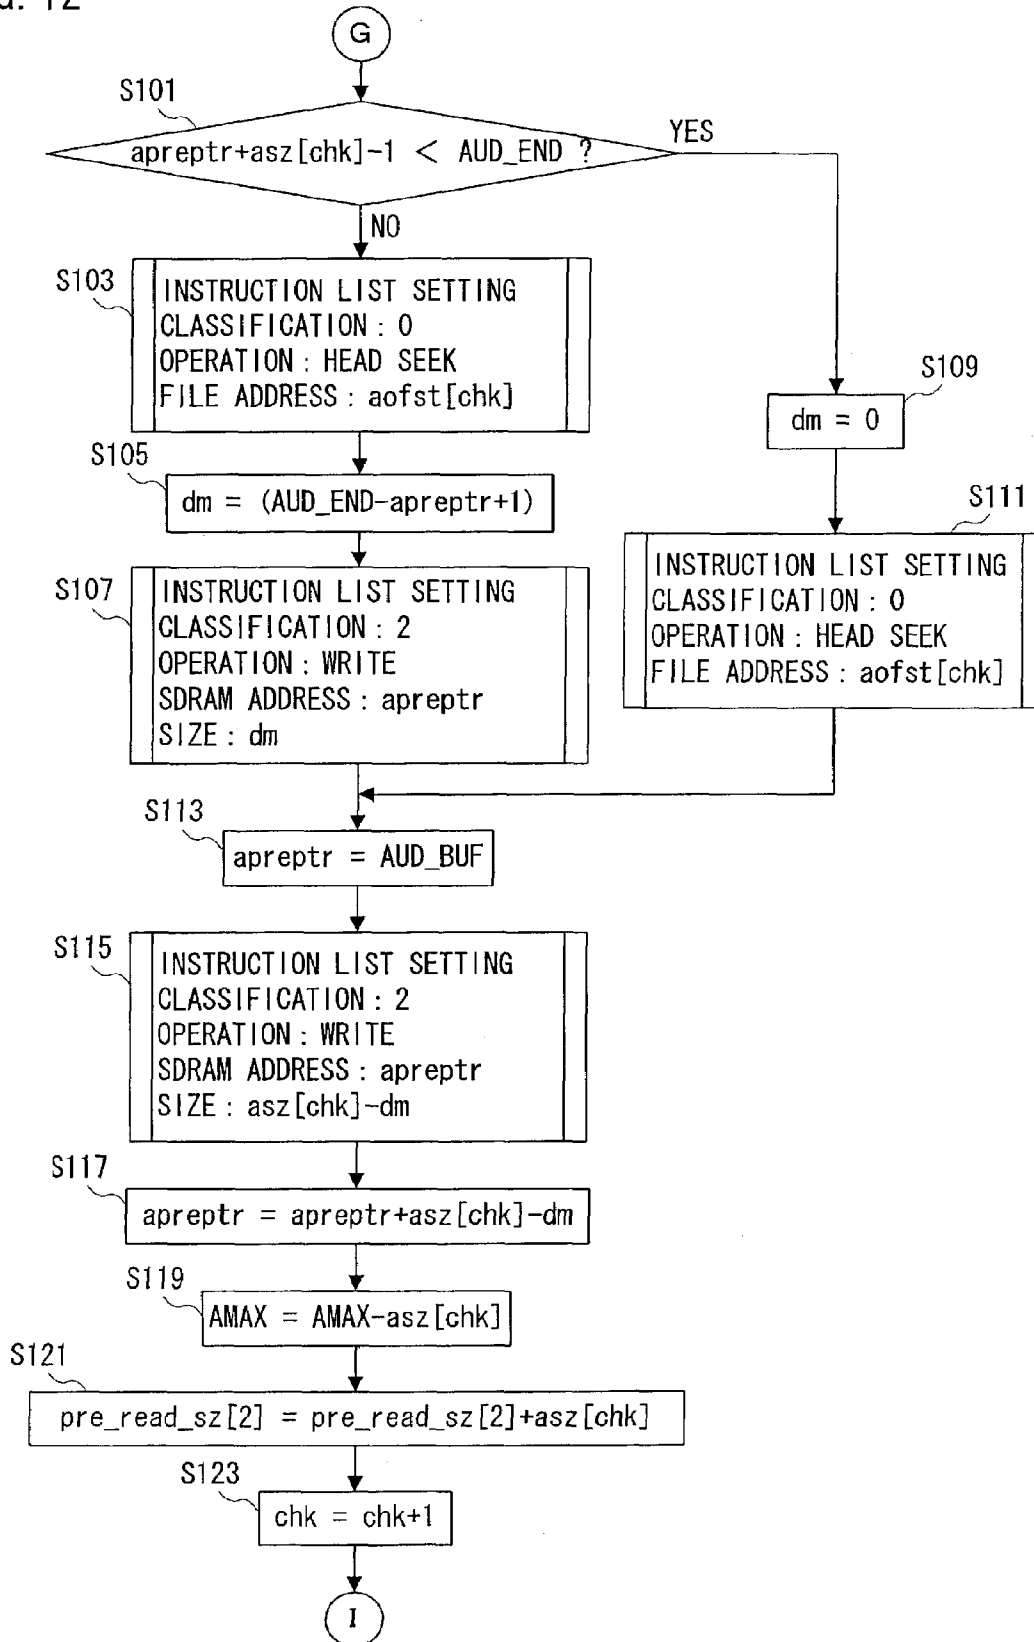 G
S101
apreptr+asz[chk]-1 < AUD_END ?
YES
NO
S103
INSTRUCTION LIST SETTING
CLASSIFICATION : 0
OPERATION : HEAD SEEK
FILE ADDRESS : aofst[chk]
S109
dm = 0
S105
dm = (AUD_END-apreptr+1)
S111
INSTRUCTION LIST SETTING
CLASSIFICATION : 0
OPERATION : HEAD SEEK
FILE ADDRESS : aofst[chk]
S107
INSTRUCTION LIST SETTING
CLASSIFICATION : 2
OPERATION : WRITE
SDRAM ADDRESS : apreptr
SIZE : dm
S113
apreptr = AUD_BUF
S115
INSTRUCTION LIST SETTING
CLASSIFICATION : 2
OPERATION : WRITE
SDRAM ADDRESS : apreptr
SIZE : asz[chk]-dm
S117
apreptr = apreptr+asz[chk]-dm
S119
AMAX = AMAX-asz[chk]
S121
pre_read_sz[2] = pre_read_sz[2]+asz[chk]
S123
chk = chk+1
I